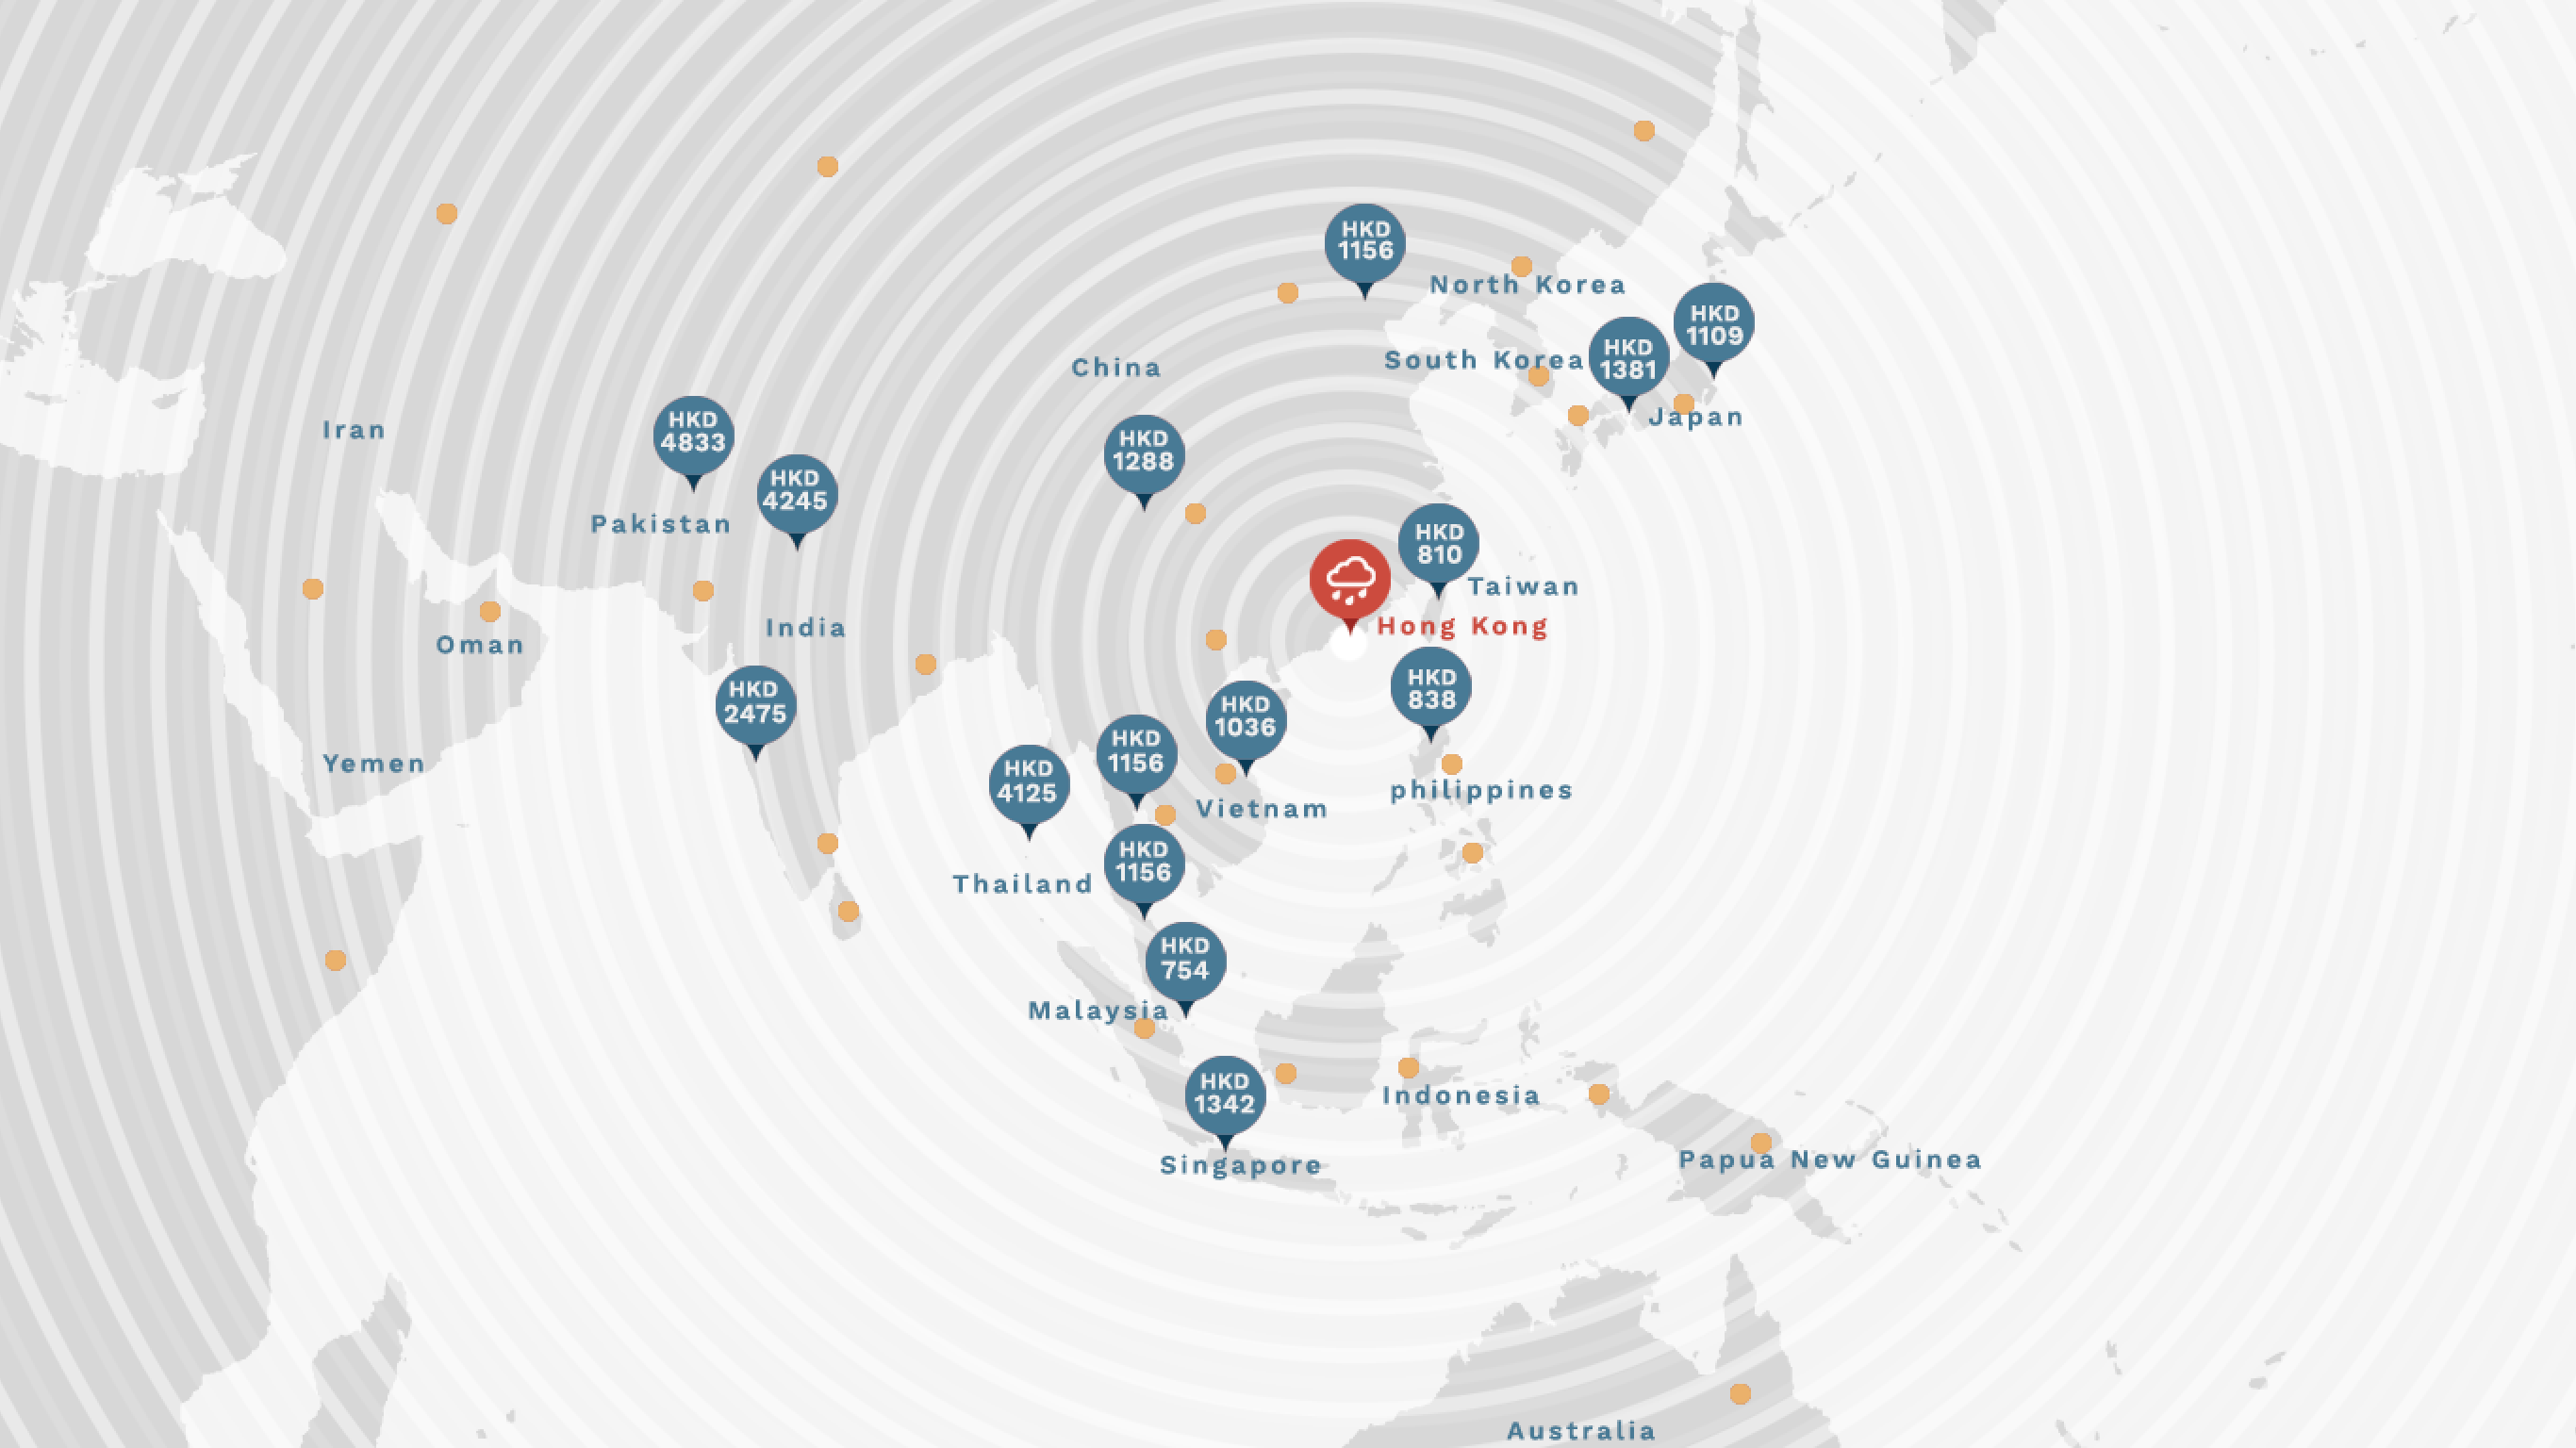 HKD
1156
North Korea
HKD
1109
HKD
1381
South Korea
China
Japan
Iran
HKD
4833
HKD
1288
HKD
4245
Pakistan
HKD
810
Taiwan
Hong Kong
India
Oman
HKD
2475
HKD
838
HKD
1036
HKD
1156
HKD
4125
Yemen
philippines
Vietnam
HKD
1156
Thailand
HKD
754
Malaysia
HKD
1342
Indonesia
Singapore
Papua New Guinea
Australia